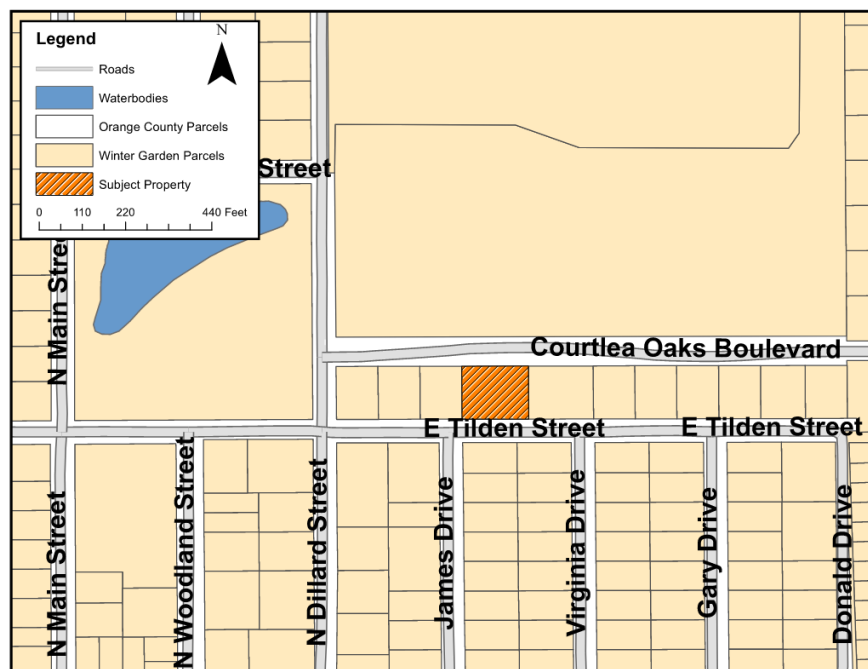 Legend
N
Roads
Waterbodies
Orange County Parcels
Winter Garden Parcels
Subject Property
0 110 220 440 Feet
Street
N Main Street
Courtlea Oaks Boulevard
E Tilden Street
E Tilden Street
N Main Street
N Woodland Street
N Dillard Street
James Drive
Virginia Drive
Gary Drive
Donald Drive